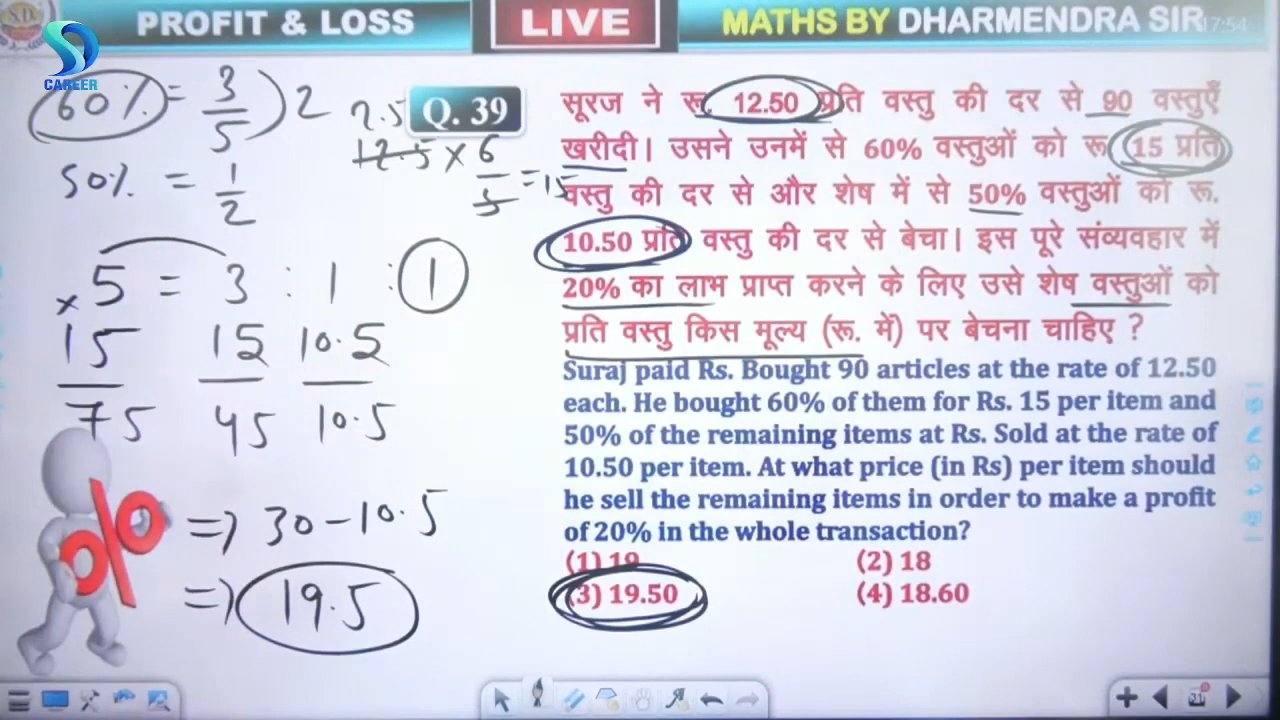 PROFIT & LOSS
LIVE
MATHS BY DHARMENDRA SIR
17:54
CAREER
60% = 3/5 ) 2
50% = 1/2
2.5
12.5 × 6/5 = 15
5 = 3 : 1 : 1
× 15 15 10.5
75 45 10.5
=> 30 - 10.5
=> 19.5
%
Q. 39
सूरज ने रू. 12.50 प्रति वस्तु की दर से 90 वस्तुएँ
खरीदी। उसने उनमें से 60% वस्तुओं को रू 15 प्रति
वस्तु की दर से और शेष में से 50% वस्तुओं को रू.
10.50 प्रति वस्तु की दर से बेचा। इस पूरे संव्यवहार में
20% का लाभ प्राप्त करने के लिए उसे शेष वस्तुओं को
प्रति वस्तु किस मूल्य (रू. में) पर बेचना चाहिए ?
Suraj paid Rs. Bought 90 articles at the rate of 12.50
each. He bought 60% of them for Rs. 15 per item and
50% of the remaining items at Rs. Sold at the rate of
10.50 per item. At what price (in Rs) per item should
he sell the remaining items in order to make a profit
of 20% in the whole transaction?
(1) 19 (2) 18
(3) 19.50 (4) 18.60